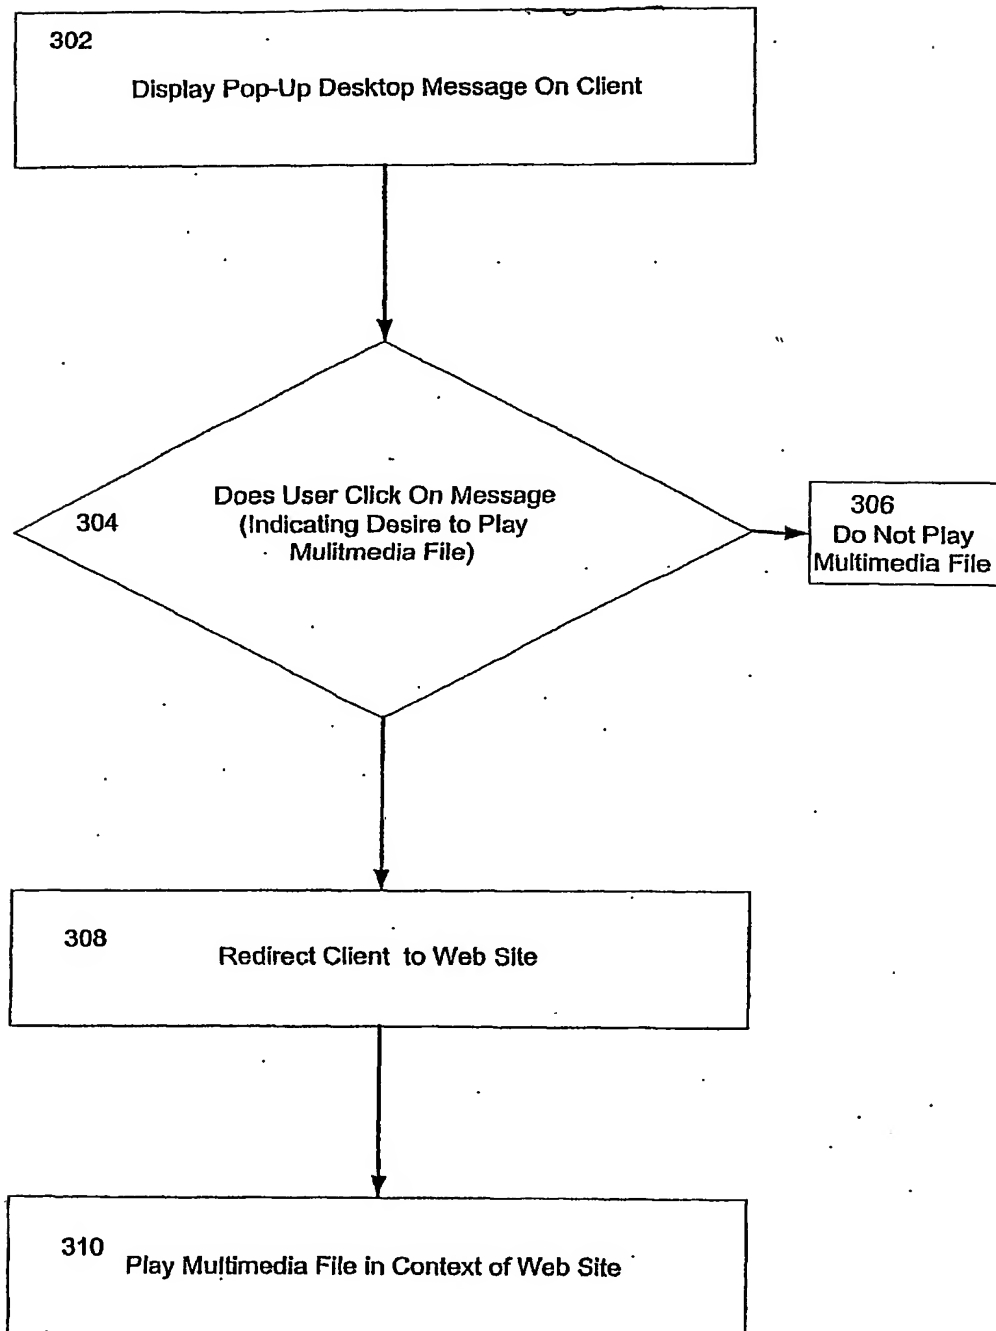 302
Display Pop-Up Desktop Message On Client
304
Does User Click On Message
(Indicating Desire to Play
Mulitmedia File)
306
Do Not Play
Multimedia File
308
Redirect Client to Web Site
310
Play Multimedia File in Context of Web Site